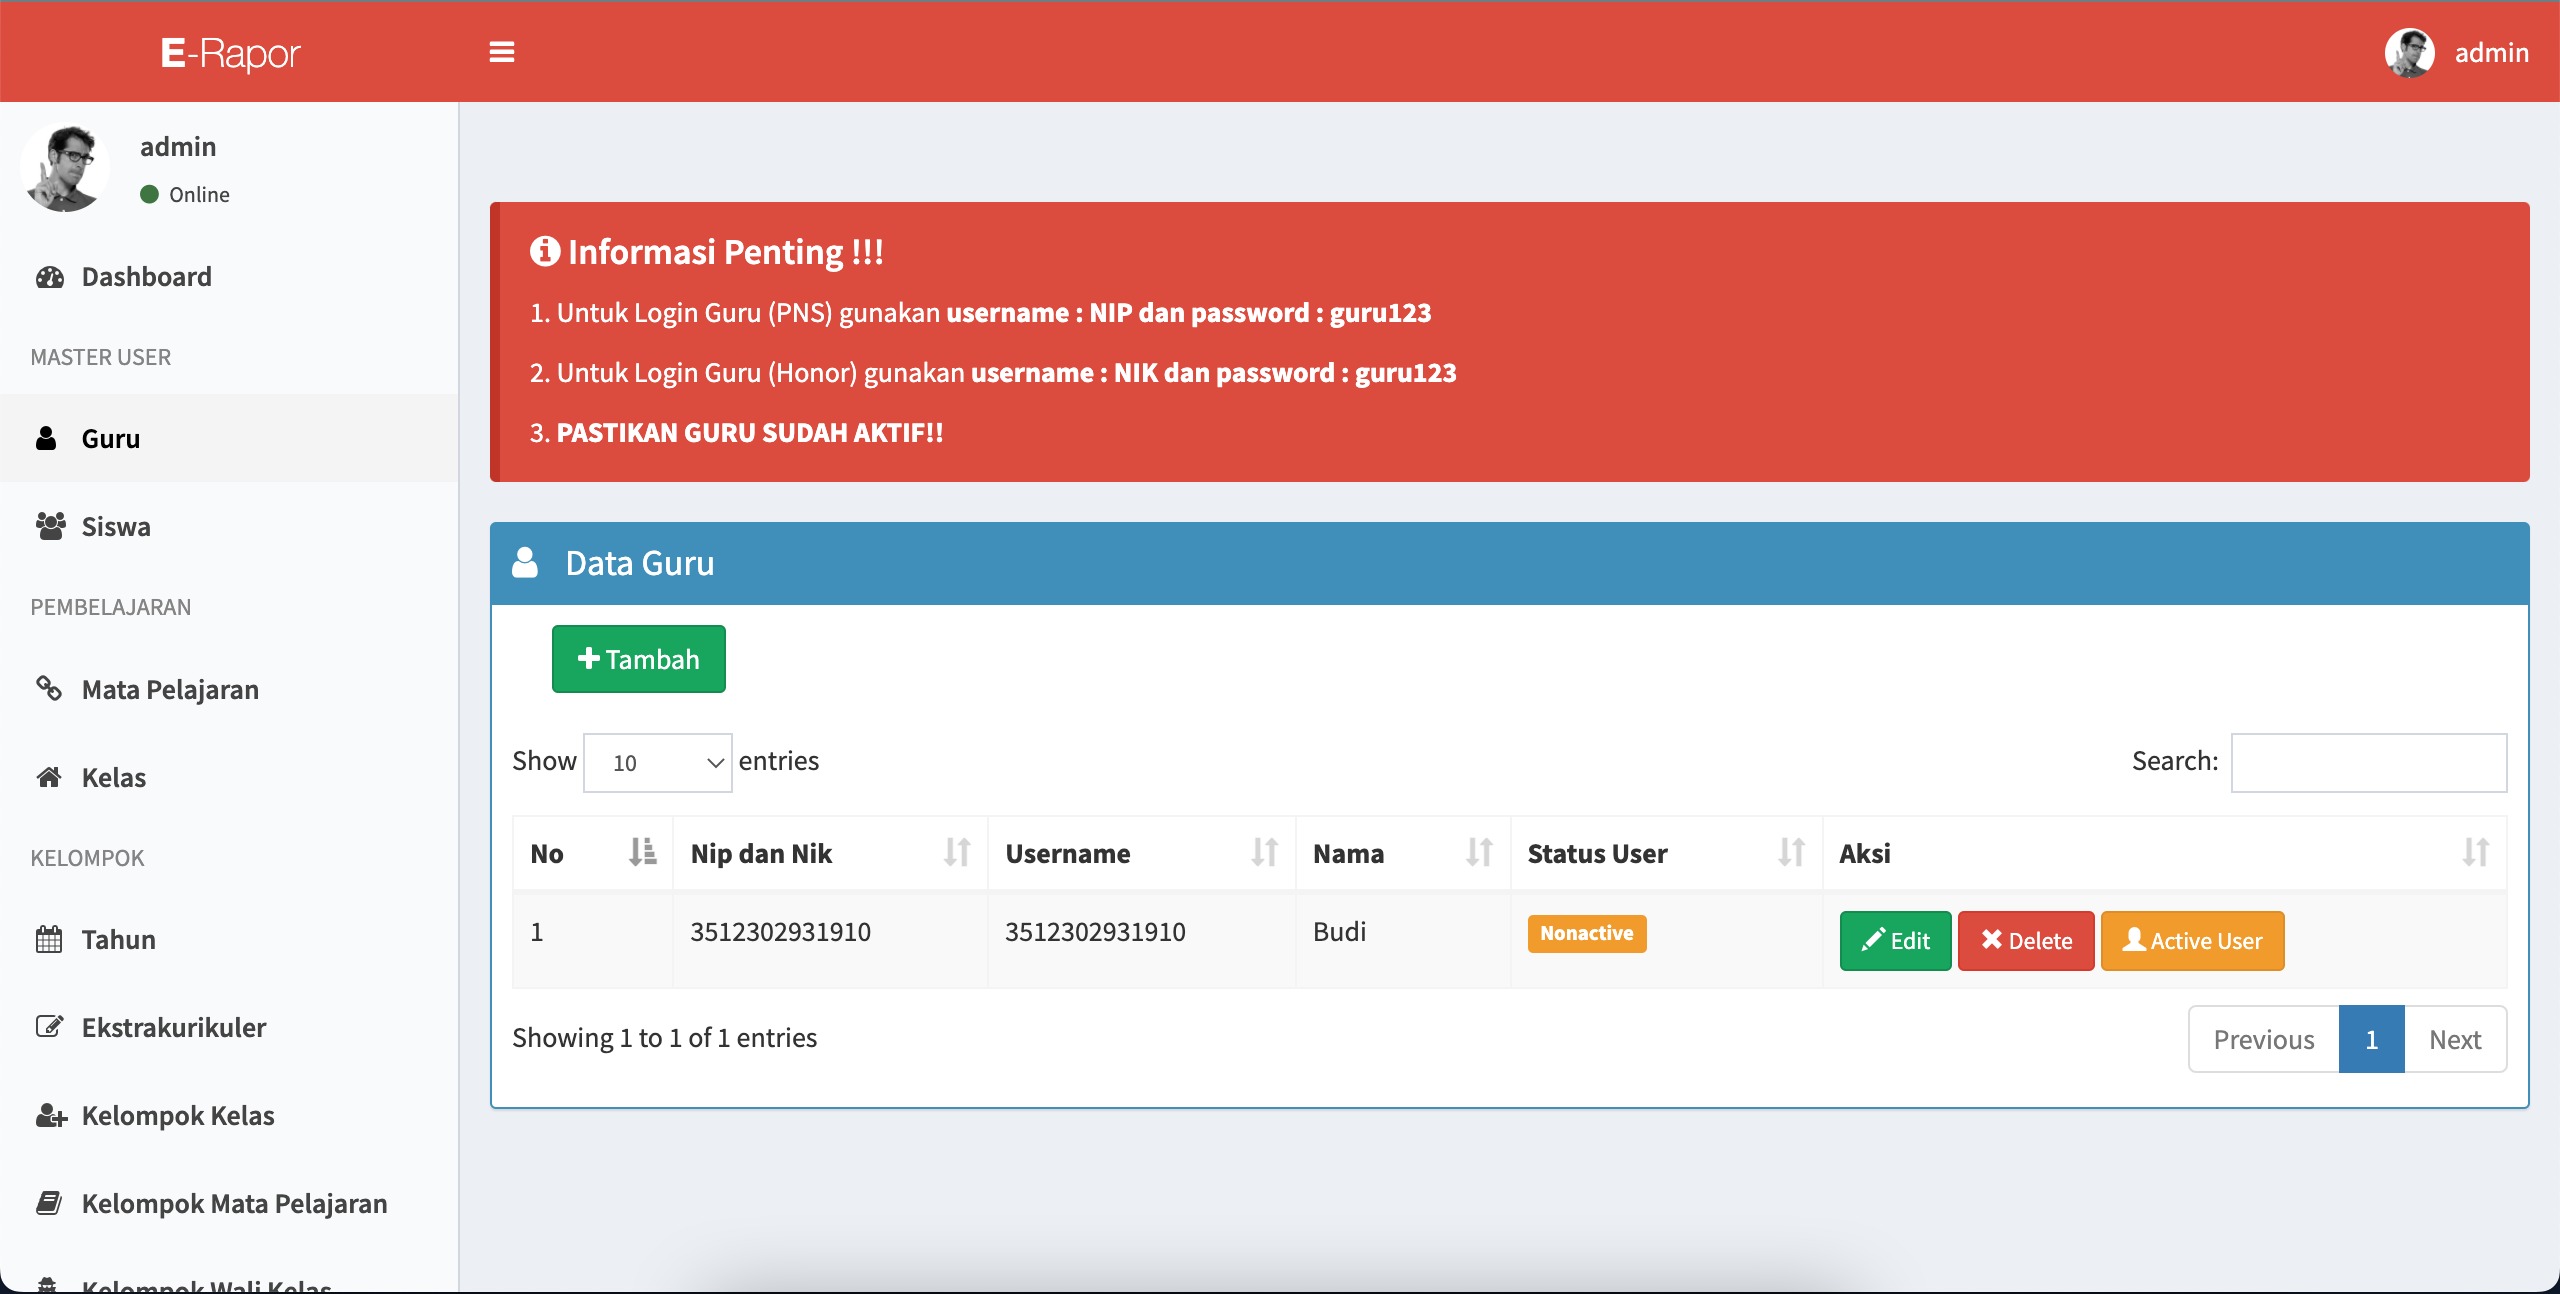 E-Rapor
admin
admin
Online
Dashboard
MASTER USER
Guru
Siswa
PEMBELAJARAN
Mata Pelajaran
Kelas
KELOMPOK
Tahun
Ekstrakurikuler
Kelompok Kelas
Kelompok Mata Pelajaran
Kelompok Wali Kelas
Informasi Penting !!!
1. Untuk Login Guru (PNS) gunakan username : NIP dan password : guru123
2. Untuk Login Guru (Honor) gunakan username : NIK dan password : guru123
3. PASTIKAN GURU SUDAH AKTIF!!
Data Guru
Tambah
Show 10 entries Search:
No Nip dan Nik Username Nama Status User Aksi
1 3512302931910 3512302931910 Budi Nonactive Edit Delete Active User
Showing 1 to 1 of 1 entries Previous 1 Next